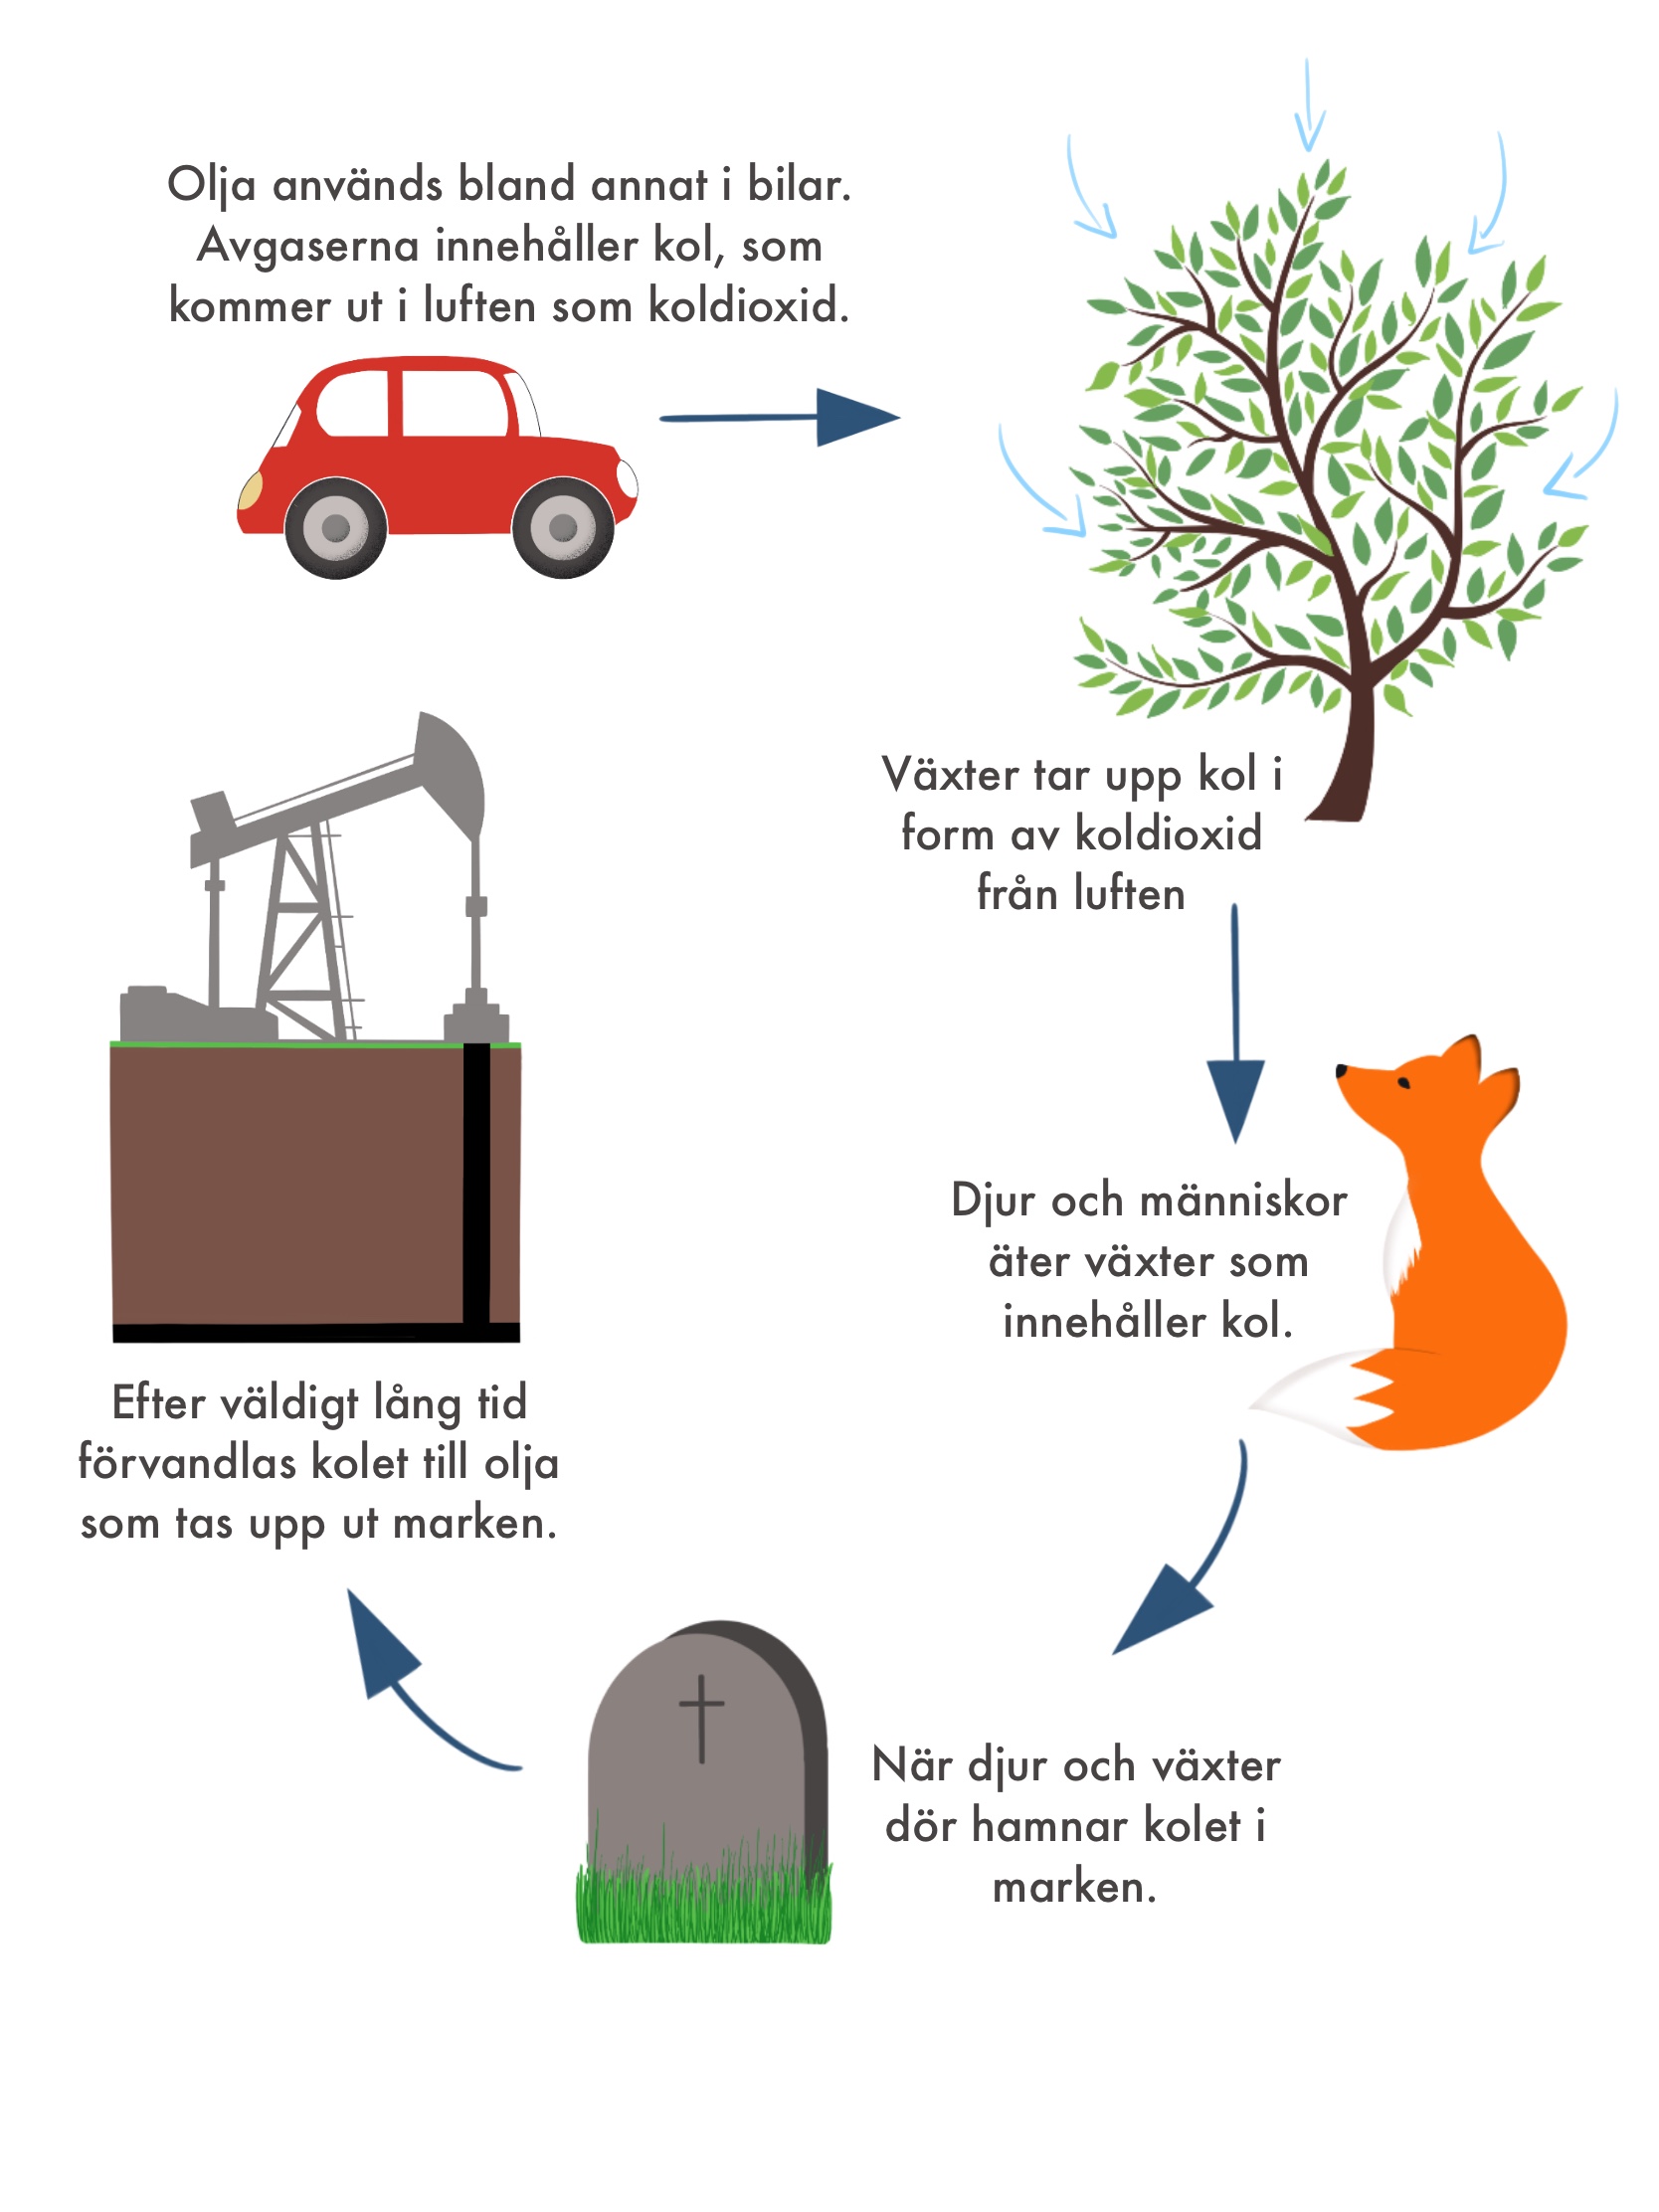 Olja används bland annat i bilar.
Avgaserna innehåller kol, som
kommer ut i luften som koldioxid.
Växter tar upp kol i
form av koldioxid
från luften
Djur och människor
äter växter som
innehåller kol.
När djur och växter
dör hamnar kolet i
marken.
Efter väldigt lång tid
förvandlas kolet till olja
som tas upp ut marken.